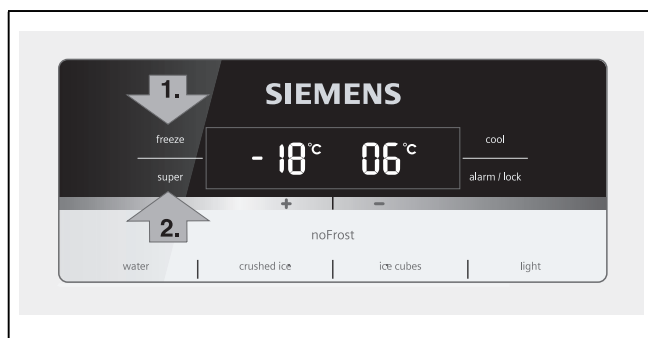 1.
SIEMENS
freeze
- 18°C 06°C
cool
super
alarm / lock
+ −
2.
noFrost
water crushed ice ice cubes light